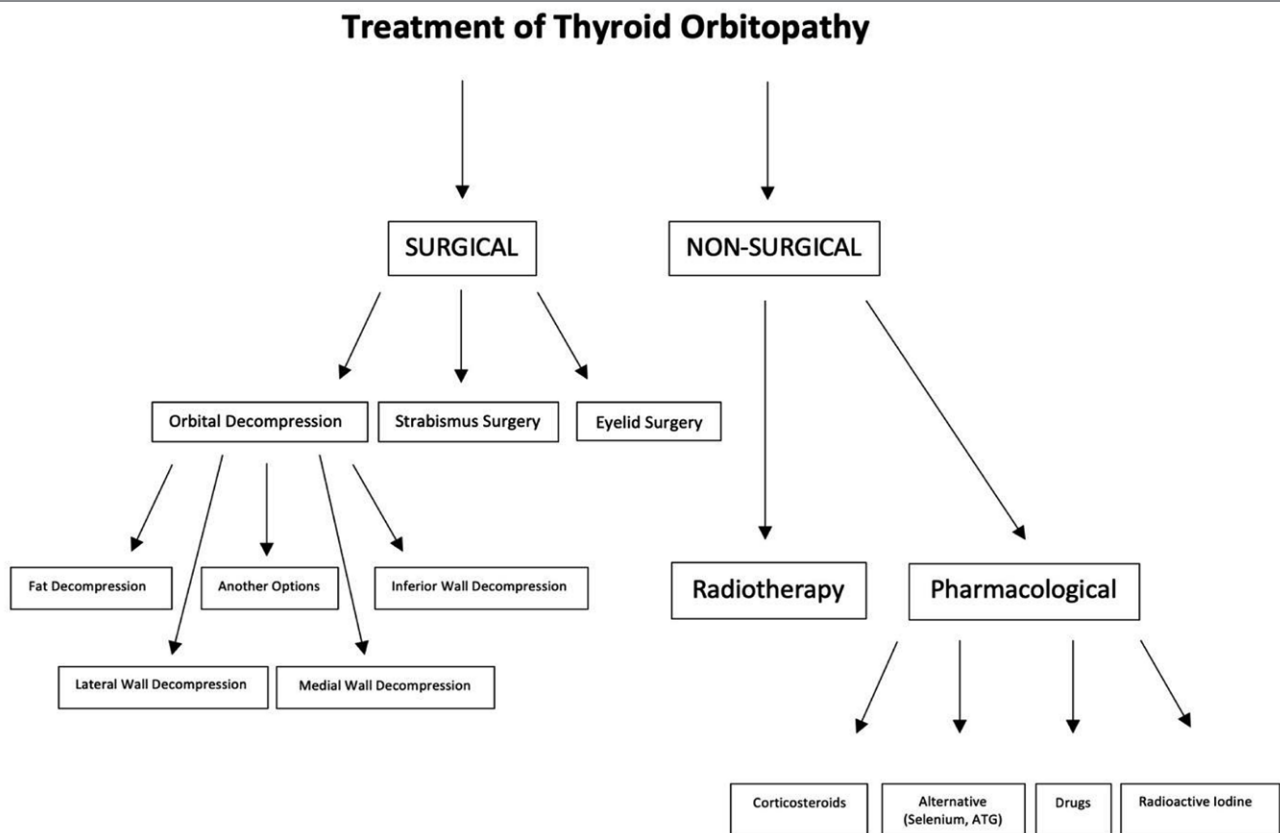 Treatment of Thyroid Orbitopathy
SURGICAL
NON-SURGICAL
Orbital Decompression
Strabismus Surgery
Eyelid Surgery
Fat Decompression
Another Options
Inferior Wall Decompression
Radiotherapy
Pharmacological
Lateral Wall Decompression
Medial Wall Decompression
Corticosteroids
Alternative
(Selenium, ATG)
Drugs
Radioactive Iodine